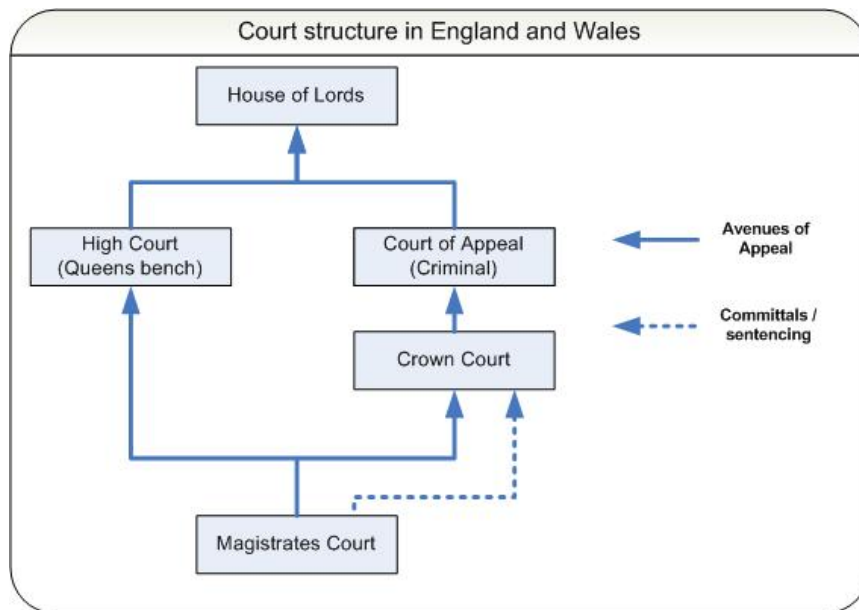 Court structure in England and Wales
House of Lords
High Court
(Queens bench)
Court of Appeal
(Criminal)
Avenues of
Appeal
Committals /
sentencing
Crown Court
Magistrates Court